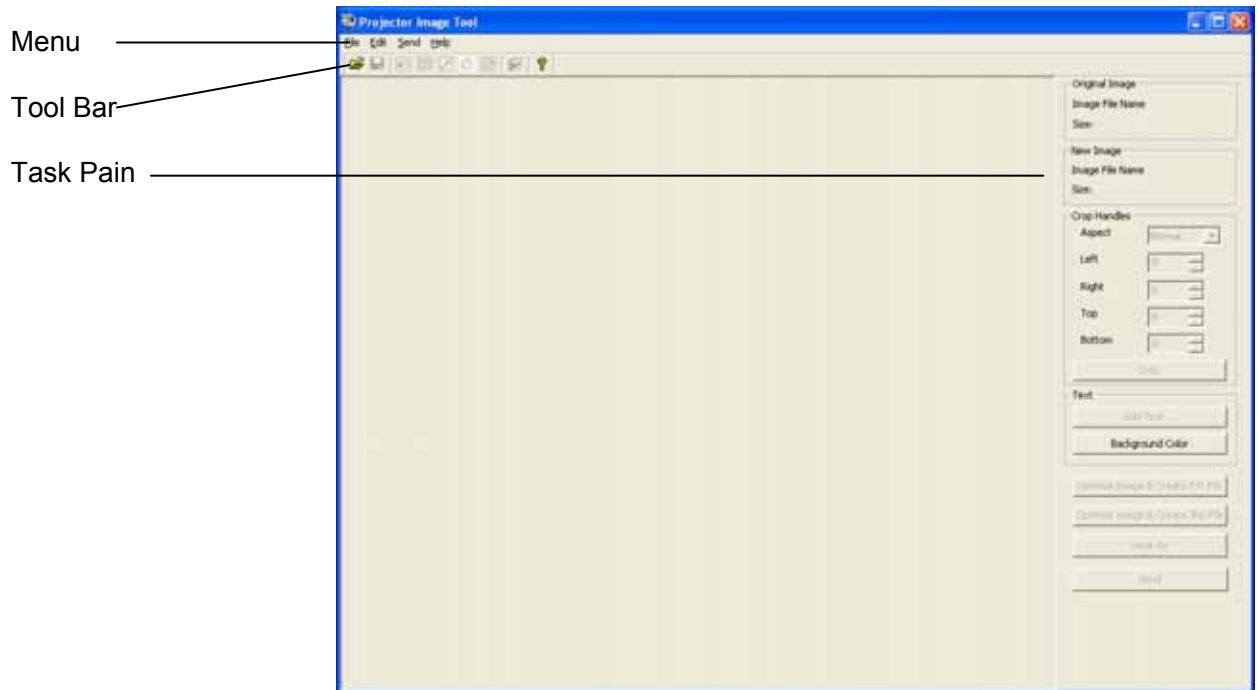 Menu
Tool Bar
Task Pain
Projector Image Tool
File Edit Send Help
Original Image
Image File Name
Size:
New Image
Image File Name
Size:
Crop Handles
Aspect
Left
Right
Top
Bottom
Crop
Text
Add Text
Background Color
Send